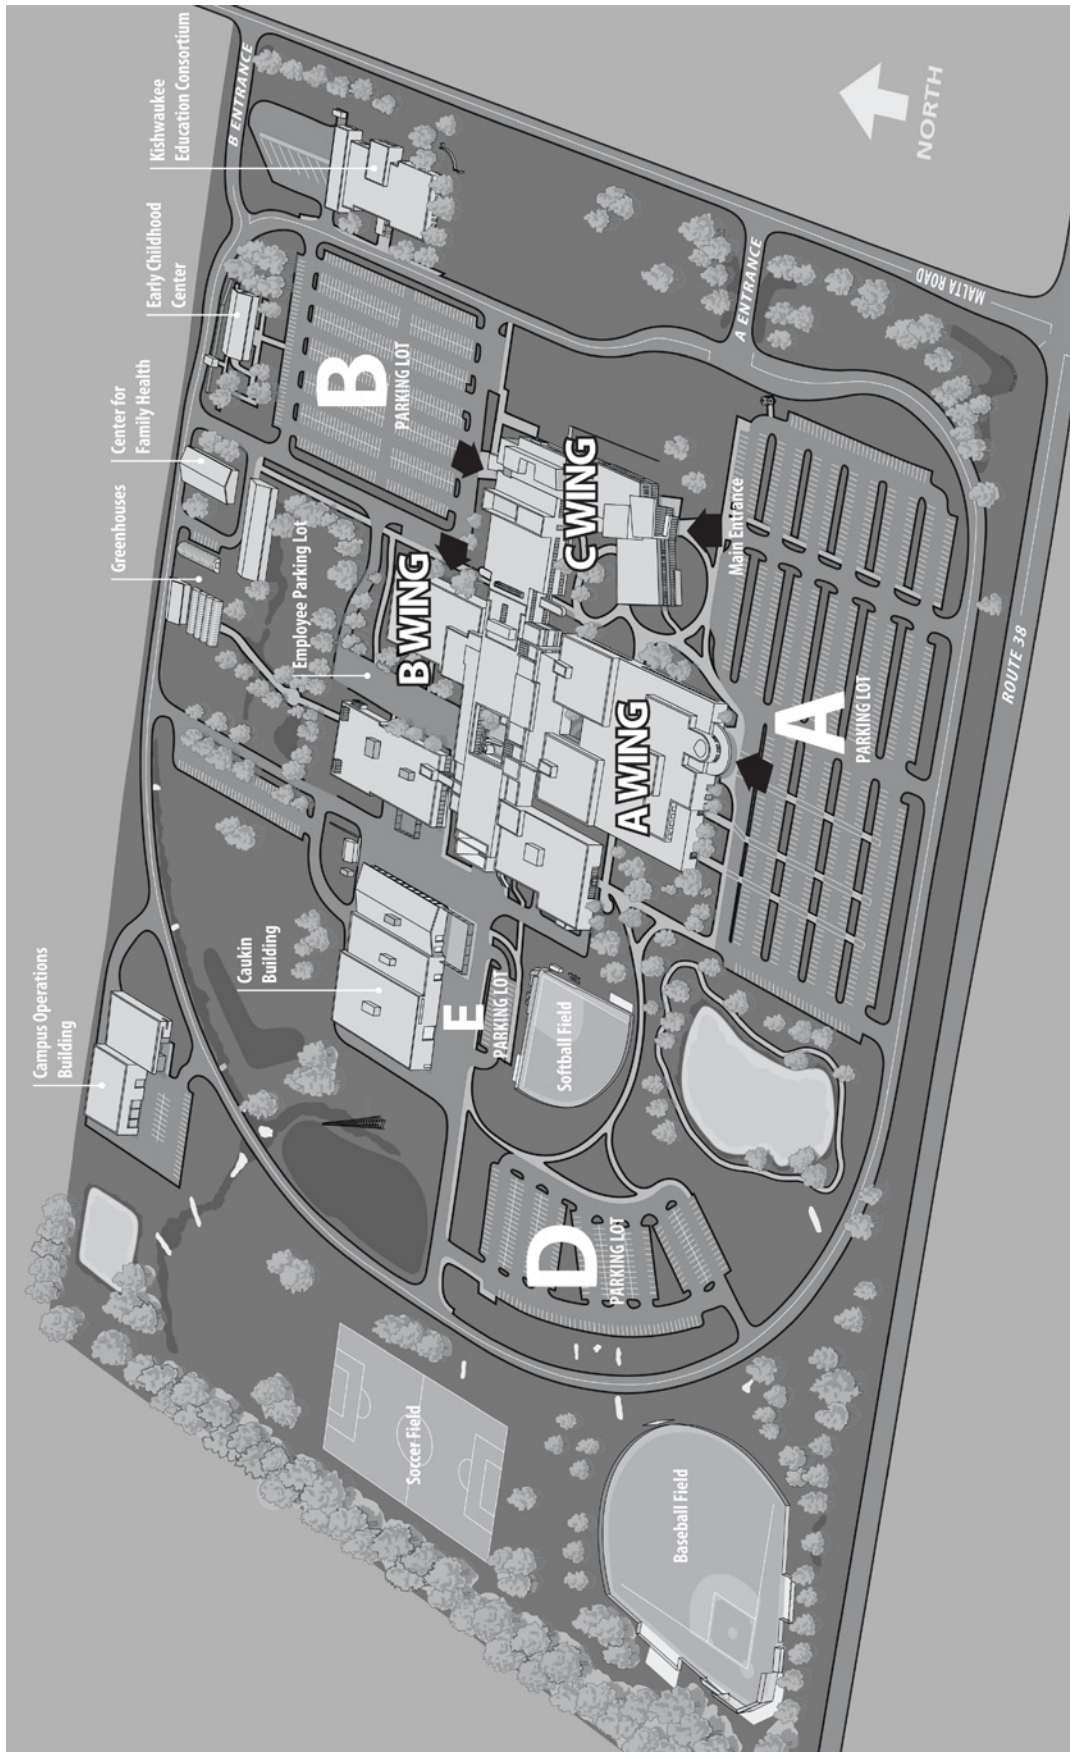 Campus Operations
Building
Caukin
Building
Greenhouses
Center for
Family Health
Early Childhood
Center
Kishwaukee
Education Consortium
B ENTRANCE
Employee Parking Lot
B
PARKING LOT
B WING
C WING
A WING
E
PARKING LOT
Softball Field
D
PARKING LOT
Soccer Field
Baseball Field
Main Entrance
A
PARKING LOT
A ENTRANCE
MALTA ROAD
ROUTE 38
NORTH